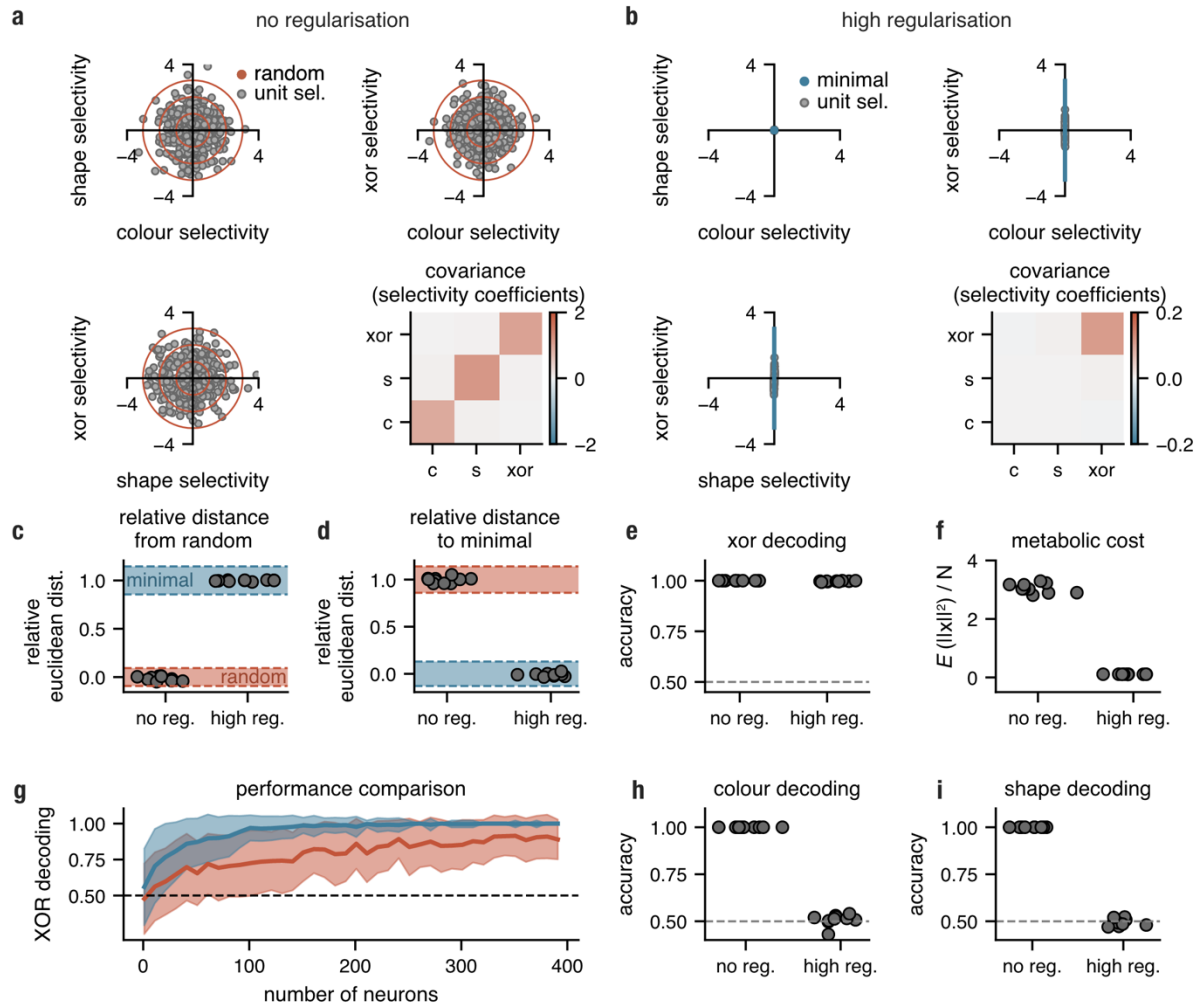 a
no regularisation
shape selectivity
4
−4
4
−4
random
unit sel.
colour selectivity
xor selectivity
4
4
−4
colour selectivity
xor selectivity
4
−4
4
−4
shape selectivity
covariance
(selectivity coefficients)
xor
s
c
c
s
xor
2
0
−2
b
high regularisation
shape selectivity
4
−4
4
−4
minimal
unit sel.
colour selectivity
xor selectivity
4
−4
4
−4
colour selectivity
xor selectivity
4
−4
4
−4
shape selectivity
covariance
(selectivity coefficients)
xor
s
c
c
s
xor
0.2
0.0
−0.2
c
relative distance
from random
relative
euclidean dist.
1.0
0.5
0.0
minimal
random
no reg.
high reg.
d
relative distance
to minimal
relative
euclidean dist.
1.0
0.5
0.0
no reg.
high reg.
e
xor decoding
accuracy
1.00
0.75
0.50
no reg.
high reg.
f
metabolic cost
E (||x||²) / N
4
2
0
no reg.
high reg.
g
performance comparison
XOR decoding
1.00
0.75
0.50
0
100
200
300
400
number of neurons
h
colour decoding
accuracy
1.00
0.75
0.50
no reg.
high reg.
i
shape decoding
accuracy
1.00
0.75
0.50
no reg.
high reg.